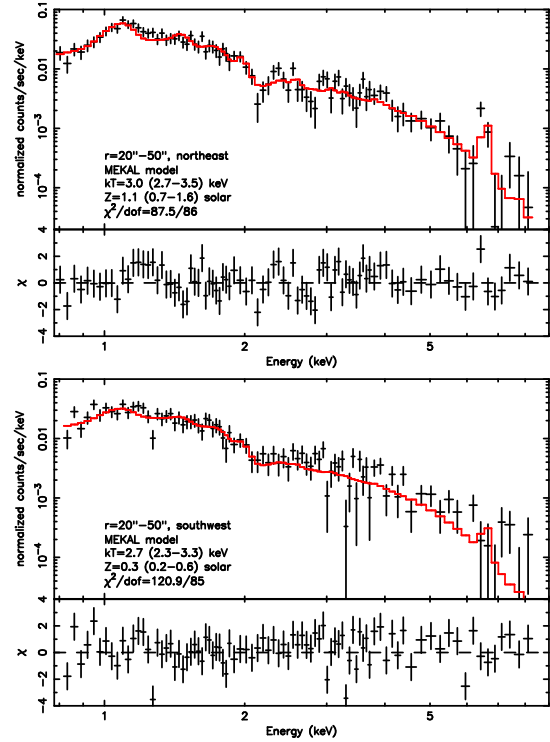 0.1
0.01
10⁻³
10⁻⁴
normalized counts/sec/keV
r=20"−50", northeast
MEKAL model
kT=3.0 (2.7−3.5) keV
Z=1.1 (0.7−1.6) solar
χ²/dof=87.5/86
4
2
0
−2
−4
χ
1 2 5
Energy (keV)
0.1
0.01
10⁻³
10⁻⁴
normalized counts/sec/keV
r=20"−50", southwest
MEKAL model
kT=2.7 (2.3−3.3) keV
Z=0.3 (0.2−0.6) solar
χ²/dof=120.9/85
4
2
0
−2
−4
χ
1 2 5
Energy (keV)